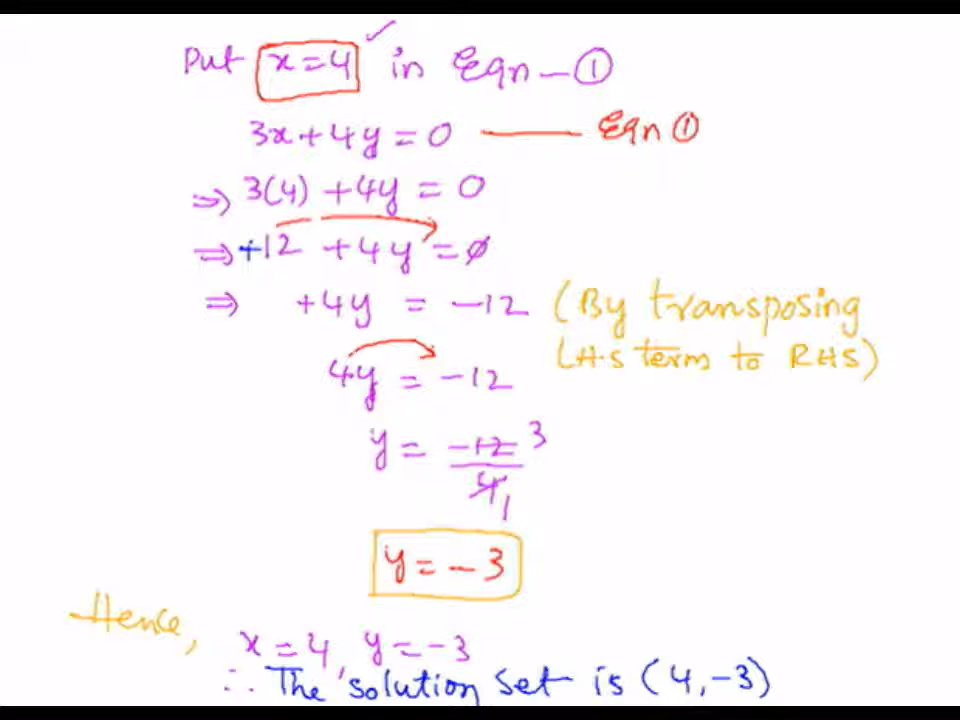 Put x=4 ✓ in Eqn - ①
3x+4y=0 —— Eqn ①
⇒ 3(4) +4y = 0
⇒ +12 +4y = 0
⇒ +4y = -12 (By transposing
LHS term to RHS)
4y = -12
y = -12/4 3 1
y = -3
Hence,
x=4, y=-3
∴ The solution set is (4,-3)